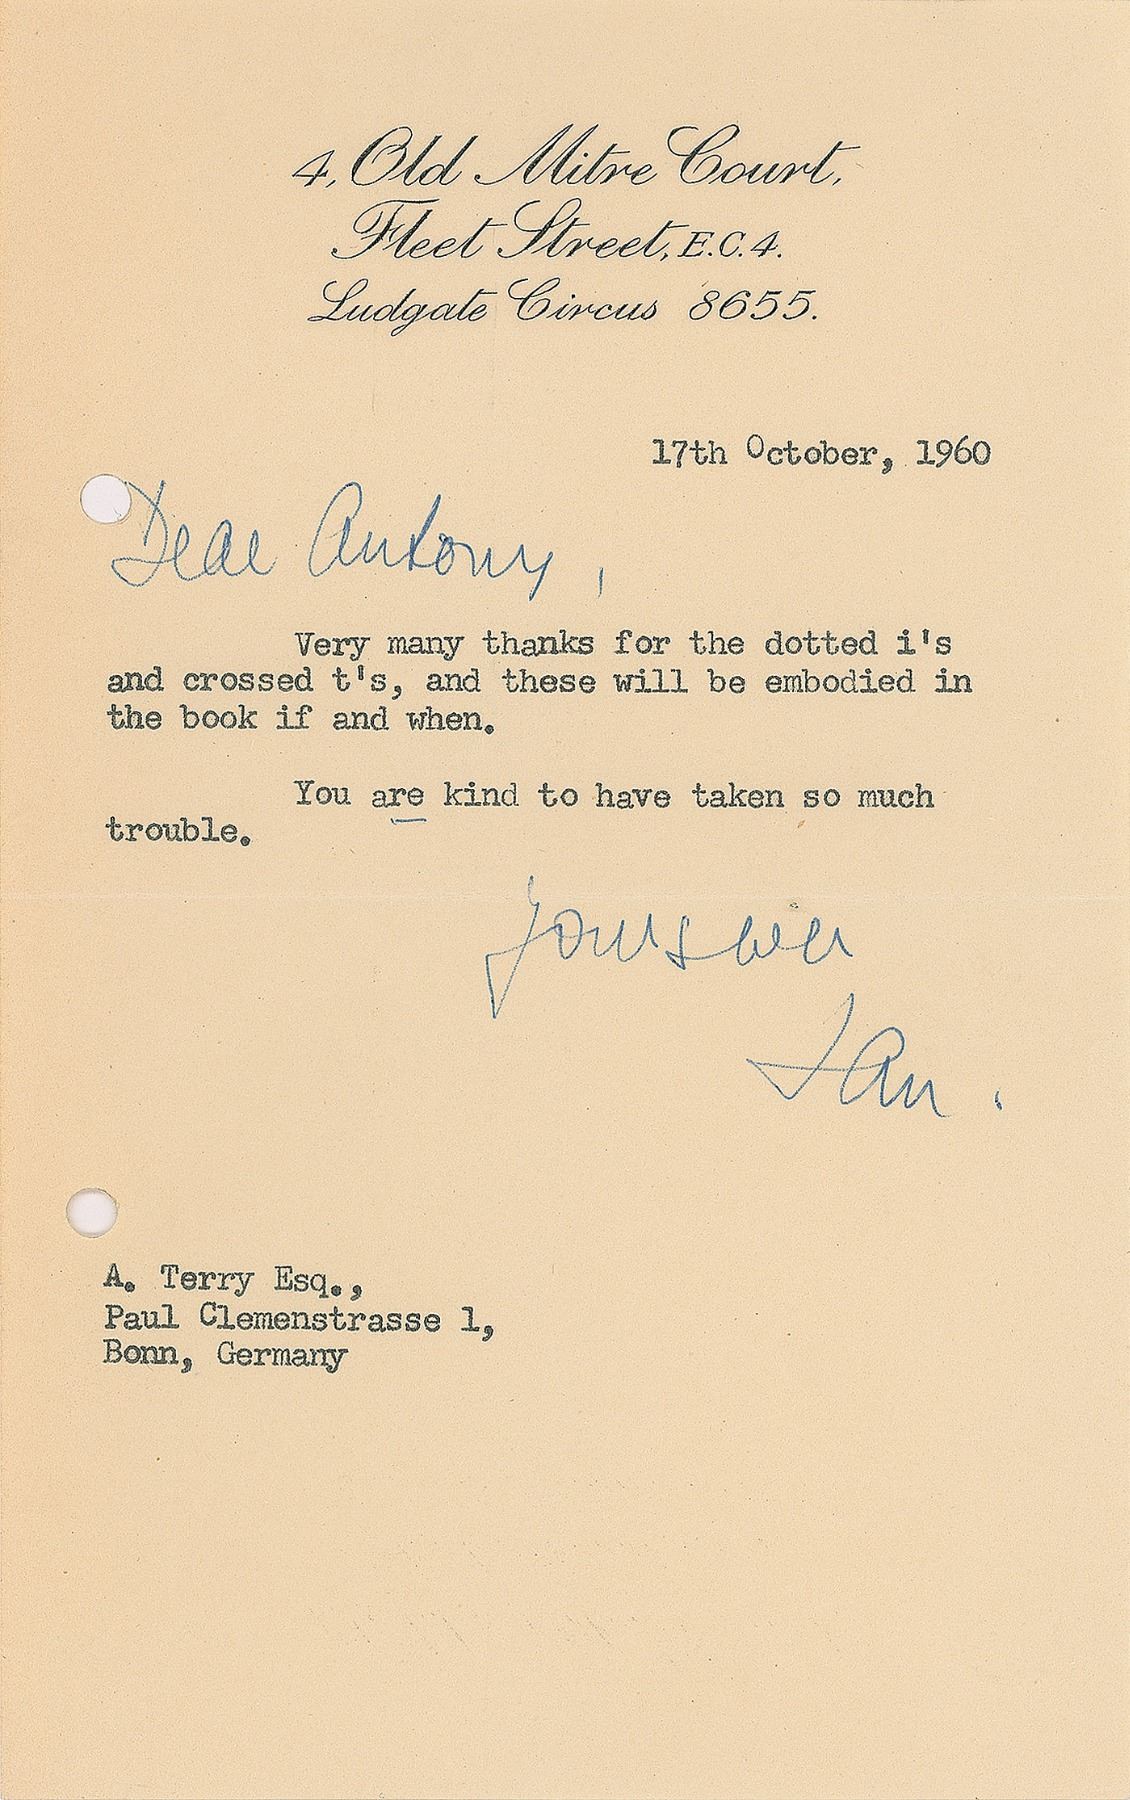 4, Old Mitre Court,
Fleet Street, E.C.4.
Ludgate Circus 8655.
17th October, 1960
Dear Antony,
Very many thanks for the dotted i's
and crossed t's, and these will be embodied in
the book if and when.
You are kind to have taken so much
trouble.
Yours ever
Ian.
A. Terry Esq.,
Paul Clemenstrasse 1,
Bonn, Germany